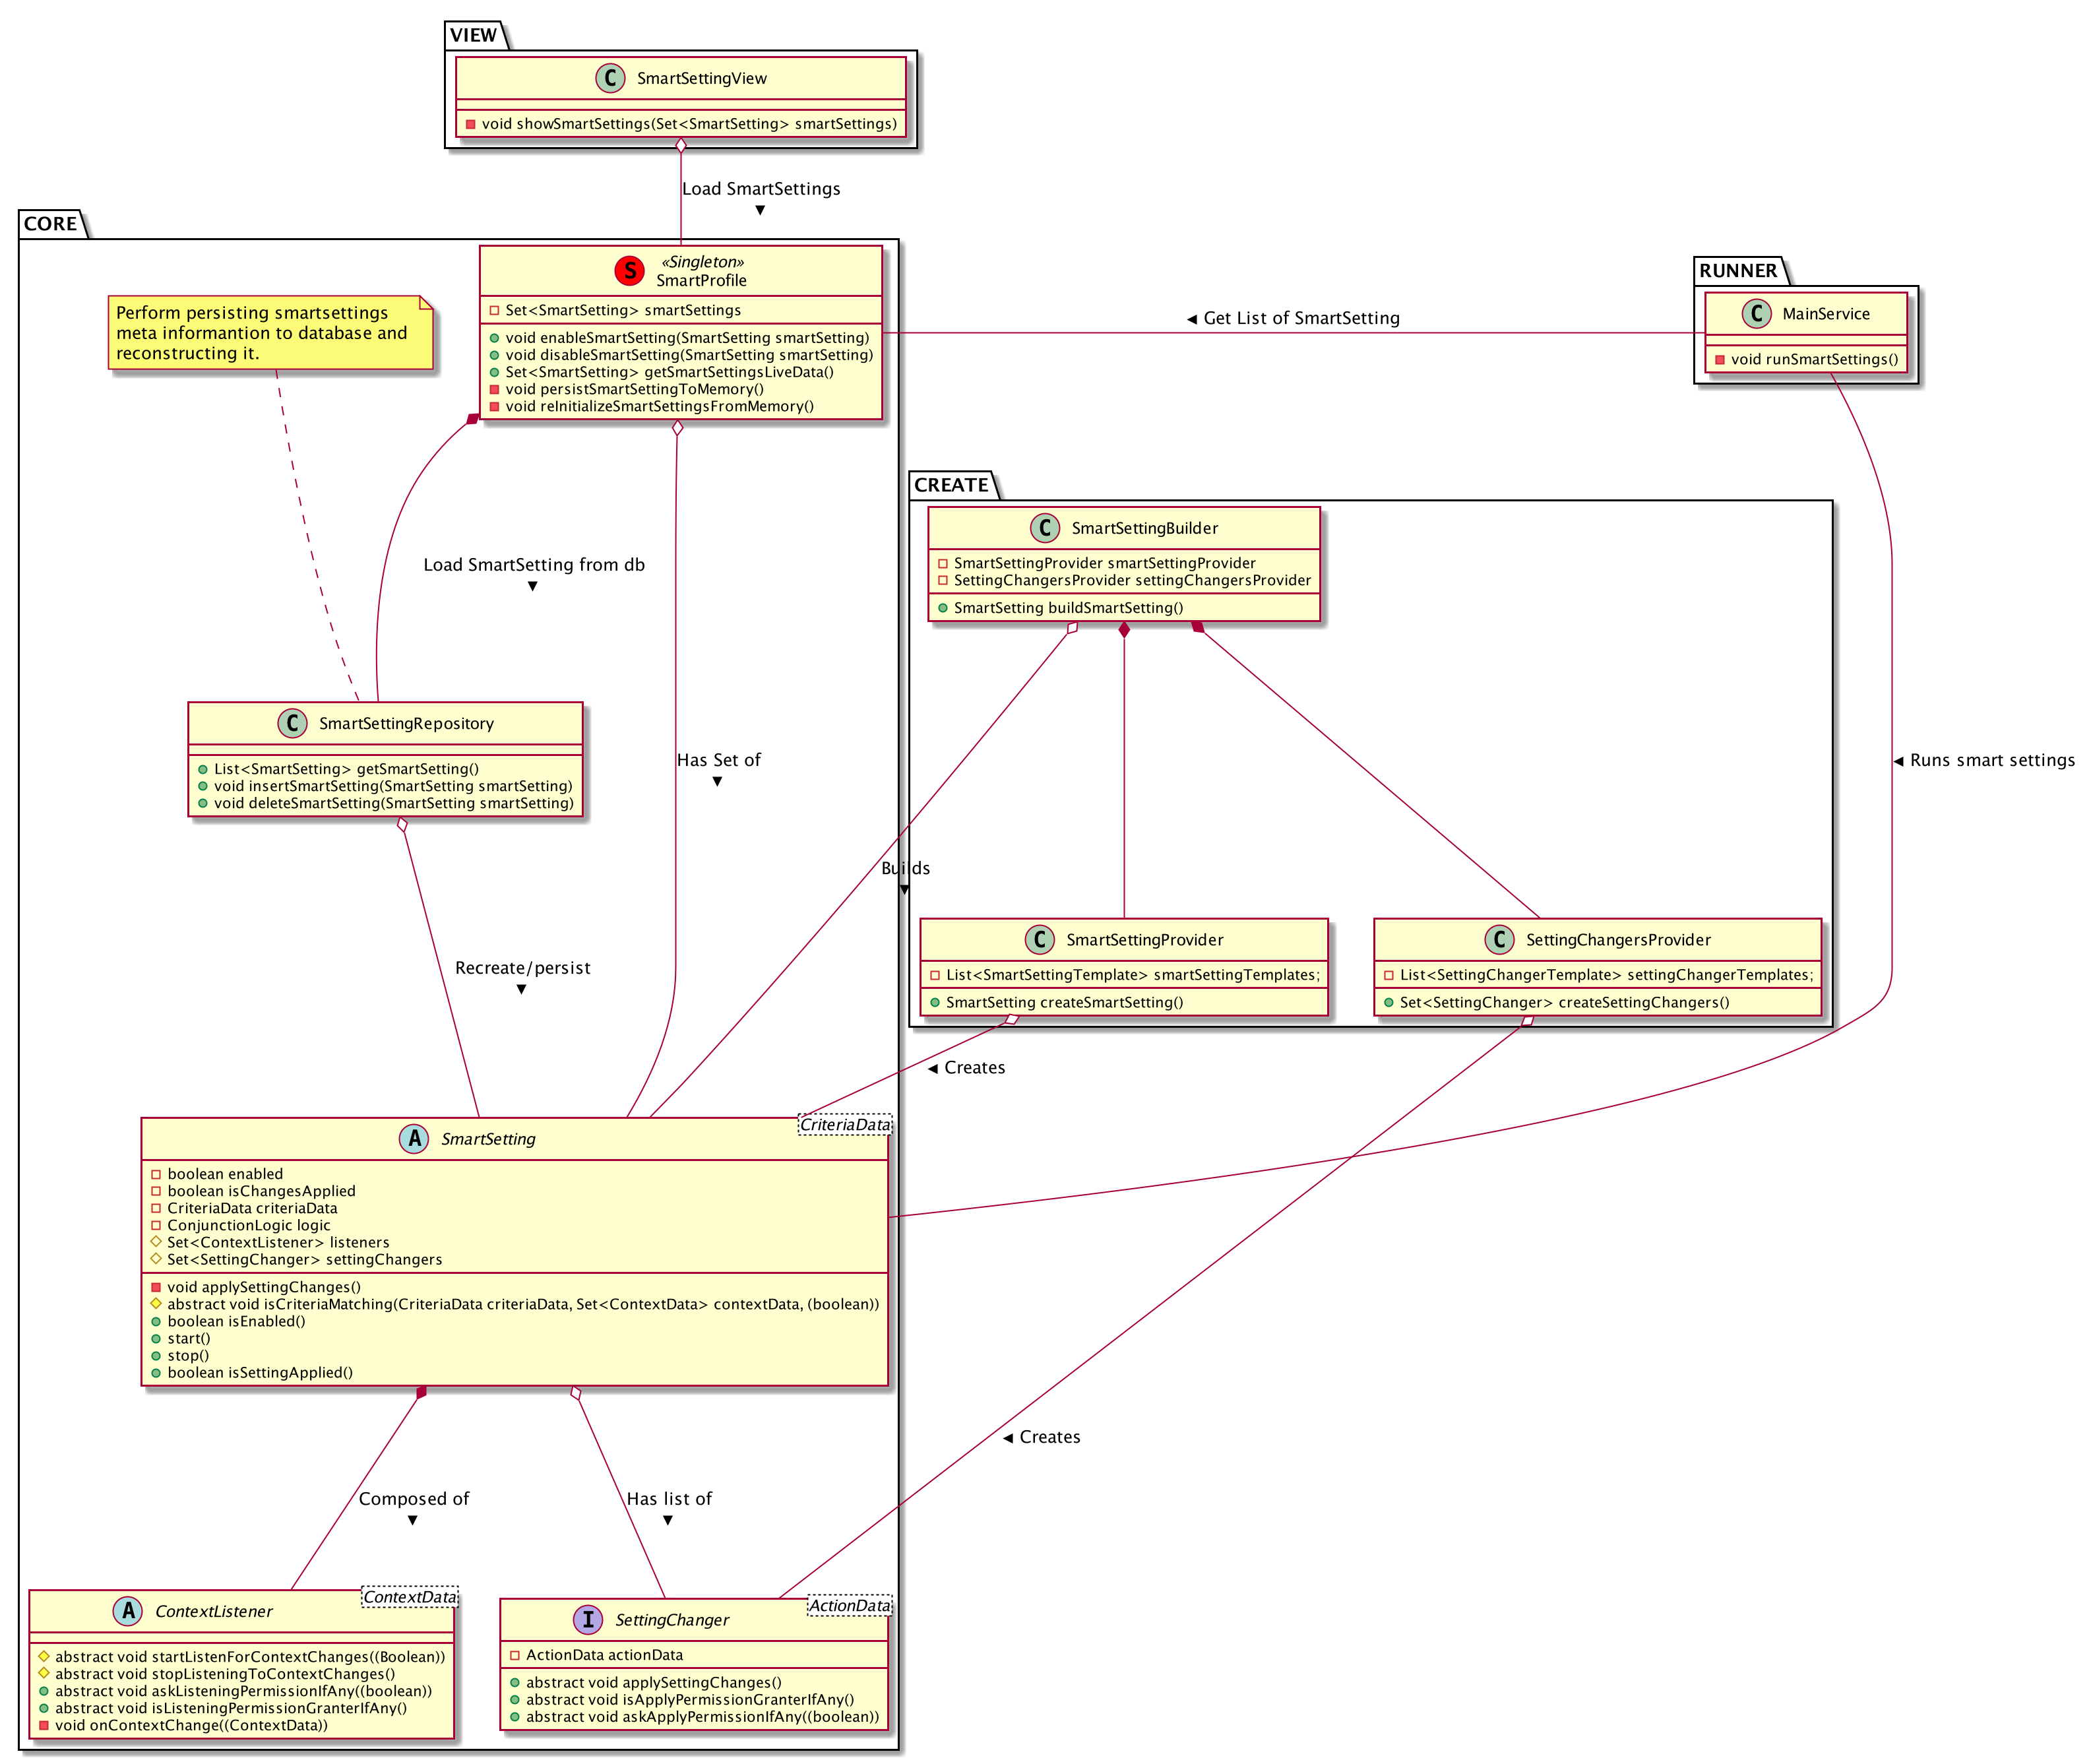 VIEW
C SmartSettingView
void showSmartSettings(Set<SmartSetting> smartSettings)
Load SmartSettings
CORE
S «Singleton»
SmartProfile
Set<SmartSetting> smartSettings
void enableSmartSetting(SmartSetting smartSetting)
void disableSmartSetting(SmartSetting smartSetting)
Set<SmartSetting> getSmartSettingsLiveData()
void persistSmartSettingToMemory()
void reInitializeSmartSettingsFromMemory()
Perform persisting smartsettings
meta informantion to database and
reconstructing it.
Get List of SmartSetting
RUNNER
C MainService
void runSmartSettings()
CREATE
C SmartSettingBuilder
SmartSettingProvider smartSettingProvider
SettingChangersProvider settingChangersProvider
SmartSetting buildSmartSetting()
Load SmartSetting from db
C SmartSettingRepository
List<SmartSetting> getSmartSetting()
void insertSmartSetting(SmartSetting smartSetting)
void deleteSmartSetting(SmartSetting smartSetting)
Has Set of
Runs smart settings
Builds
C SmartSettingProvider
List<SmartSettingTemplate> smartSettingTemplates;
SmartSetting createSmartSetting()
C SettingChangersProvider
List<SettingChangerTemplate> settingChangerTemplates;
Set<SettingChanger> createSettingChangers()
Recreate/persist
Creates
A SmartSetting
CriteriaData
boolean enabled
boolean isChangesApplied
CriteriaData criteriaData
ConjunctionLogic logic
Set<ContextListener> listeners
Set<SettingChanger> settingChangers
void applySettingChanges()
abstract void isCriteriaMatching(CriteriaData criteriaData, Set<ContextData> contextData, (boolean))
boolean isEnabled()
start()
stop()
boolean isSettingApplied()
Creates
Composed of
Has list of
A ContextListener
ContextData
abstract void startListenForContextChanges((Boolean))
abstract void stopListeningToContextChanges()
abstract void askListeningPermissionIfAny((boolean))
abstract void isListeningPermissionGranterIfAny()
void onContextChange((ContextData))
I SettingChanger
ActionData
ActionData actionData
abstract void applySettingChanges()
abstract void isApplyPermissionGranterIfAny()
abstract void askApplyPermissionIfAny((boolean))